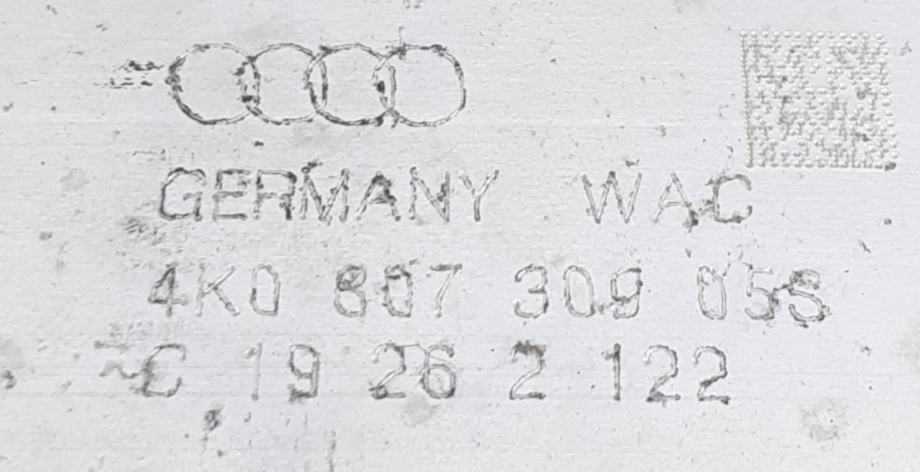 GERMANY WAC
4K0 807 309 05S
C 19 26 2 122